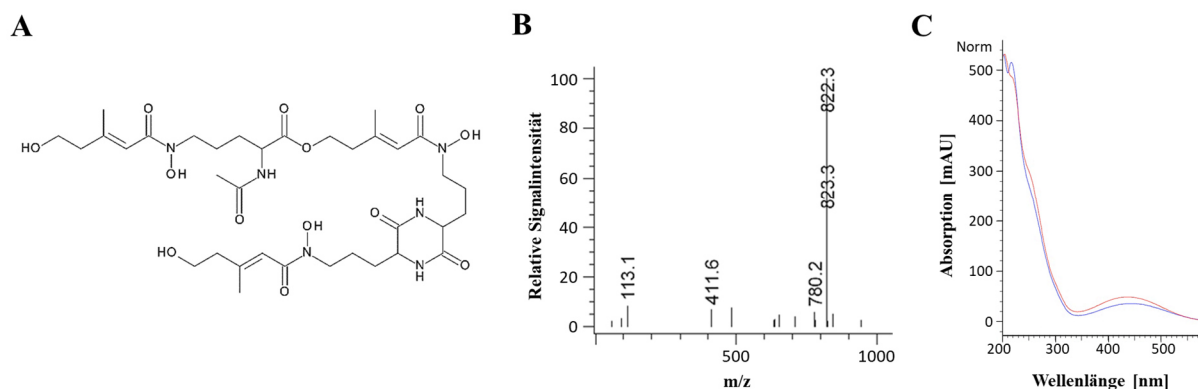 A
HO
O
N
OH
O
O
O
N
OH
HN
O
O
H
N
OH
HO
N
O
N
H
O
B
Relative Signalintensität
100
80
60
40
20
0
113.1
411.6
780.2
823.3
822.3
500
1000
m/z
C
Norm
500
400
300
200
100
0
200
300
400
500
Absorption [mAU]
Wellenlänge [nm]